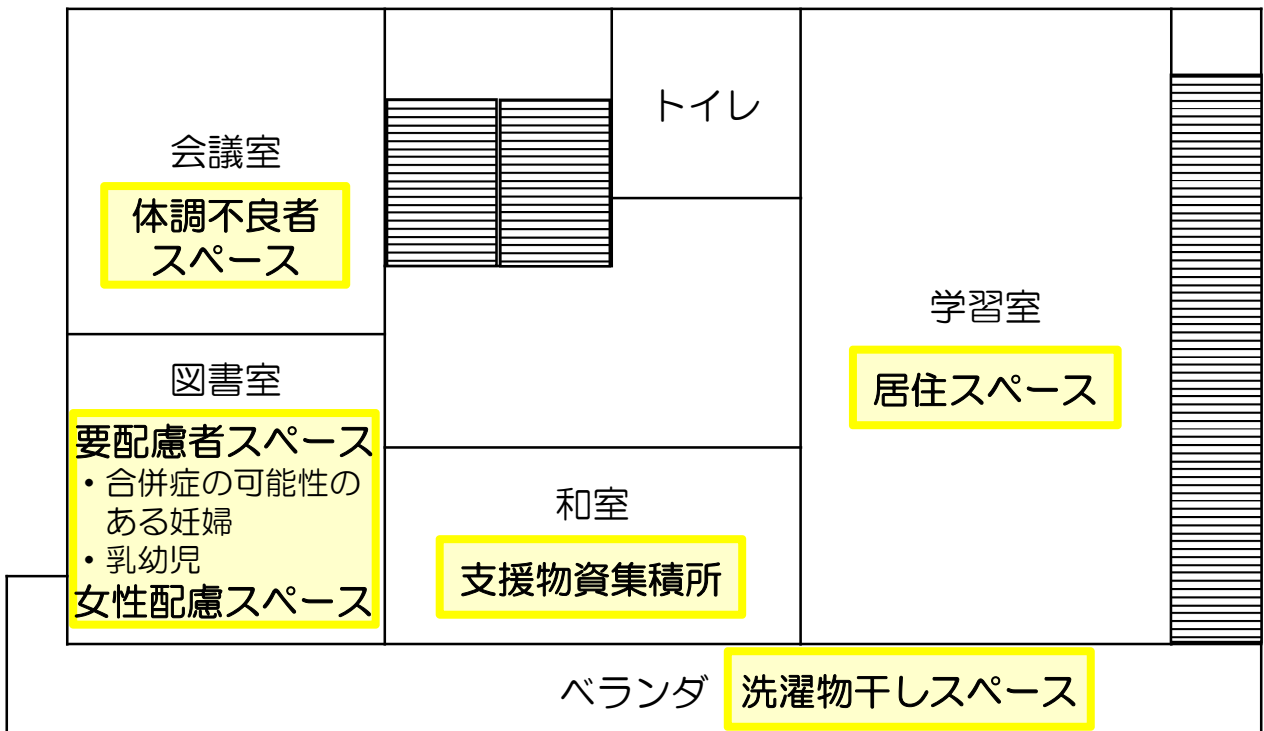 会議室
体調不良者
スペース
図書室
要配慮者スペース
・合併症の可能性の
ある妊婦
・乳幼児
女性配慮スペース
トイレ
和室
支援物資集積所
学習室
居住スペース
ベランダ
洗濯物干しスペース